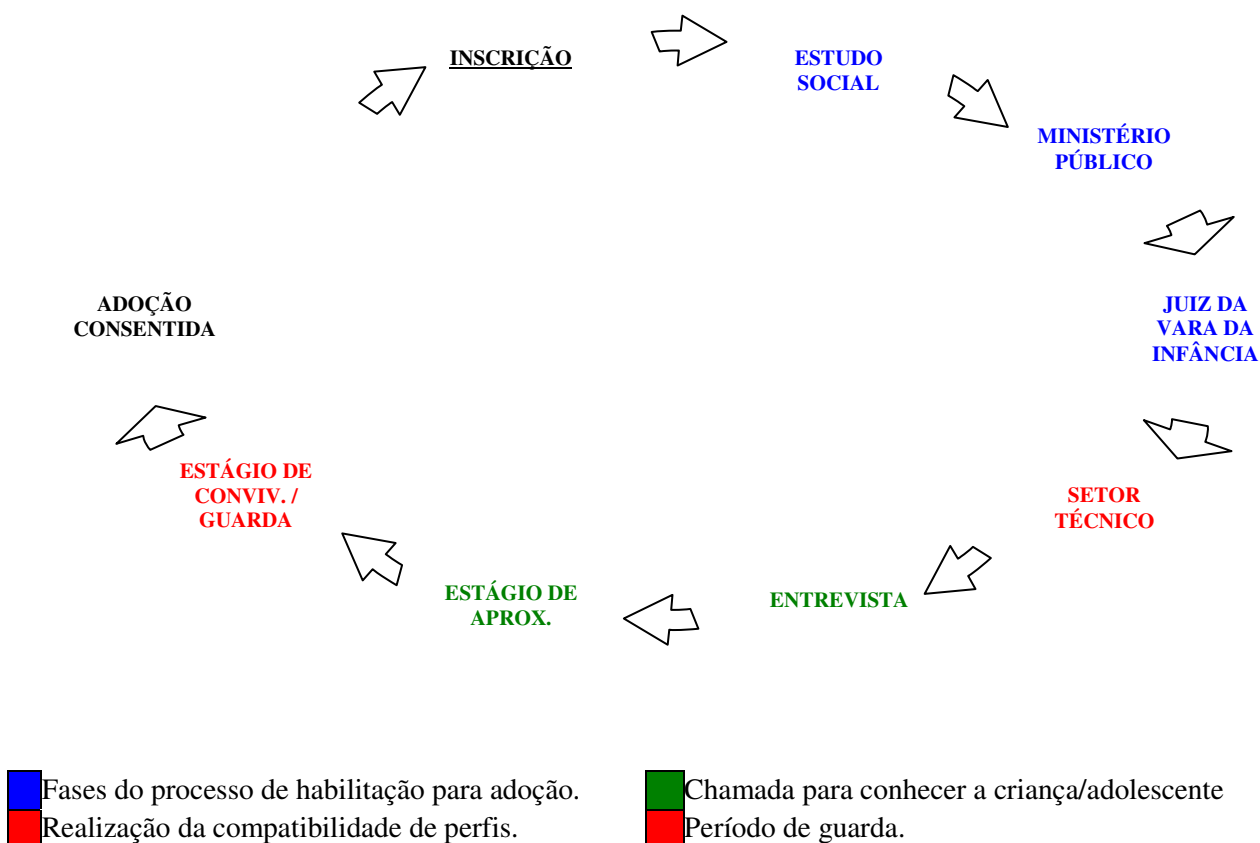 INSCRIÇÃO
ESTUDO
SOCIAL
MINISTÉRIO
PÚBLICO
JUIZ DA
VARA DA
INFÂNCIA
SETOR
TÉCNICO
ENTREVISTA
ESTÁGIO DE
APROX.
ESTÁGIO DE
CONVIV. /
GUARDA
ADOÇÃO
CONSENTIDA
Fases do processo de habilitação para adoção.
Chamada para conhecer a criança/adolescente
Realização da compatibilidade de perfis.
Período de guarda.